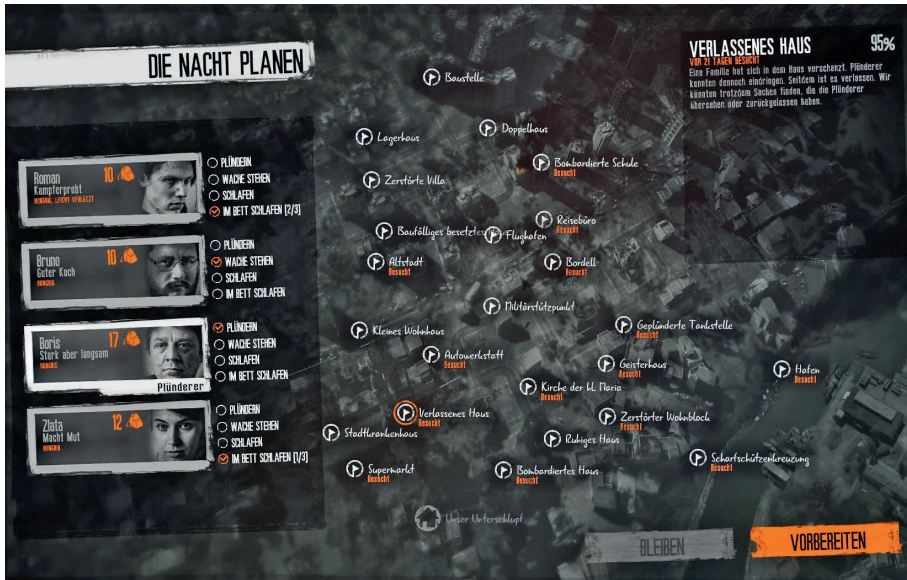 DIE NACHT PLANEN
VERLASSENES HAUS 95%
VOR 21 TAGEN BESUCHT
Eine Familie hat sich in dem Haus verschanzt. Plünderer
konnten dennoch eindringen. Seitdem ist es verlassen. Wir
könnten trotzdem Sachen finden, die die Plünderer
übersehen oder zurückgelassen haben.
Roman 10
Kampferprobt
HUNGRIG, LEICHT VERLETZT
PLÜNDERN
WACHE STEHEN
SCHLAFEN
IM BETT SCHLAFEN (2/3)
Bruno 10
Guter Koch
HUNGRIG
PLÜNDERN
WACHE STEHEN
SCHLAFEN
IM BETT SCHLAFEN
Boris 17
Stark aber langsam
HUNGRIG
Plünderer
PLÜNDERN
WACHE STEHEN
SCHLAFEN
IM BETT SCHLAFEN
Zlata 12
Macht Mut
HUNGRIG
PLÜNDERN
WACHE STEHEN
SCHLAFEN
IM BETT SCHLAFEN (1/3)
Baustelle
Lagerhaus
Doppelhaus
Bombardierte Schule
Besucht
Zerstörte Villa
Reisebüro
Besucht
Baufälliges besetztes
Flughafen
Altstadt
Besucht
Bordell
Besucht
Militärstützpunkt
Kleines Wohnhaus
Geplünderte Tankstelle
Besucht
Autowerkstatt
Besucht
Geisterhaus
Besucht
Hafen
Besucht
Kirche der hl. Maria
Besucht
Verlassenes Haus
Besucht
Zerstörter Wohnblock
Besucht
Stadtkrankenhaus
Ruhiges Haus
Scharfschützenkreuzung
Besucht
Supermarkt
Besucht
Bombardiertes Haus
Besucht
Unser Unterschlupf
BLEIBEN
VORBEREITEN